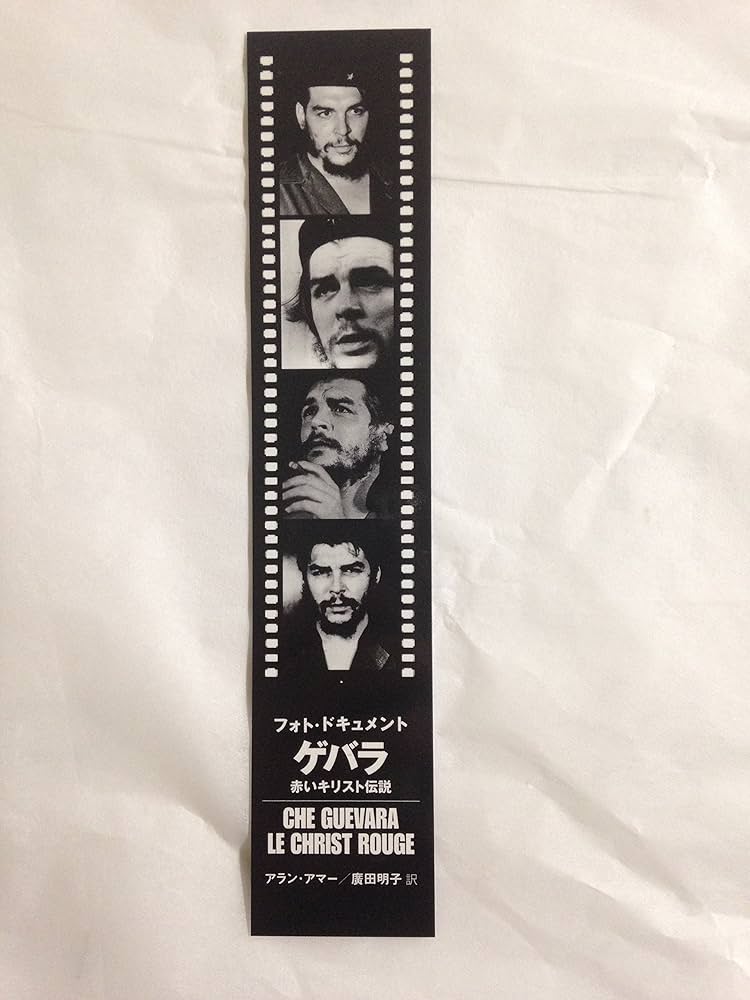 フォト・ドキュメント
ゲバラ
赤いキリスト伝説
CHE GUEVARA
LE CHRIST ROUGE
アラン・アマー／廣田明子 訳